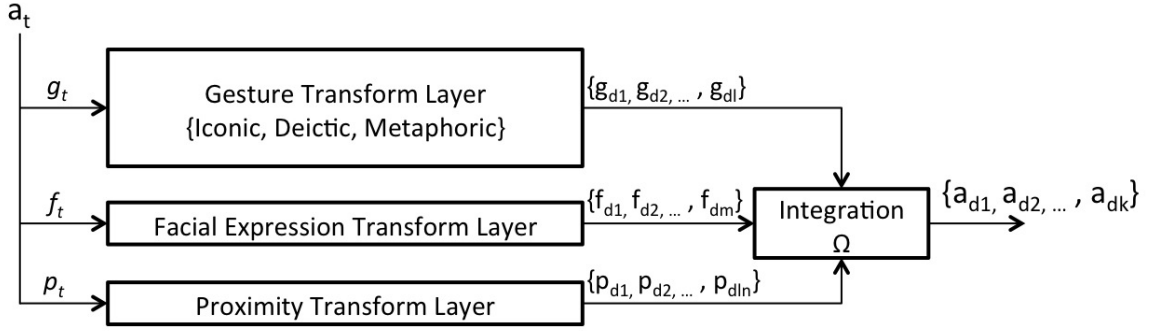 a_t
g_t
Gesture Transform Layer
{Iconic, Deictic, Metaphoric}
{g_d1, g_d2, ... , g_dl}
f_t
Facial Expression Transform Layer
{f_d1, f_d2, ... , f_dm}
Integration
Ω
{a_d1, a_d2, ... , a_dk}
p_t
Proximity Transform Layer
{p_d1, p_d2, ... , p_dln}